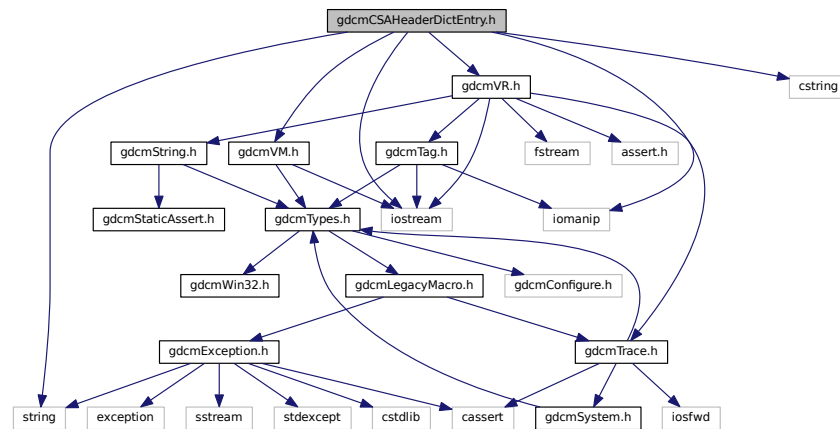 gdcmCSAHeaderDictEntry.h
gdcmVR.h
cstring
gdcmString.h
gdcmVM.h
gdcmTag.h
fstream
assert.h
gdcmStaticAssert.h
gdcmTypes.h
iostream
iomanip
gdcmWin32.h
gdcmLegacyMacro.h
gdcmConfigure.h
gdcmException.h
gdcmTrace.h
string
exception
sstream
stdexcept
cstdlib
cassert
gdcmSystem.h
iosfwd